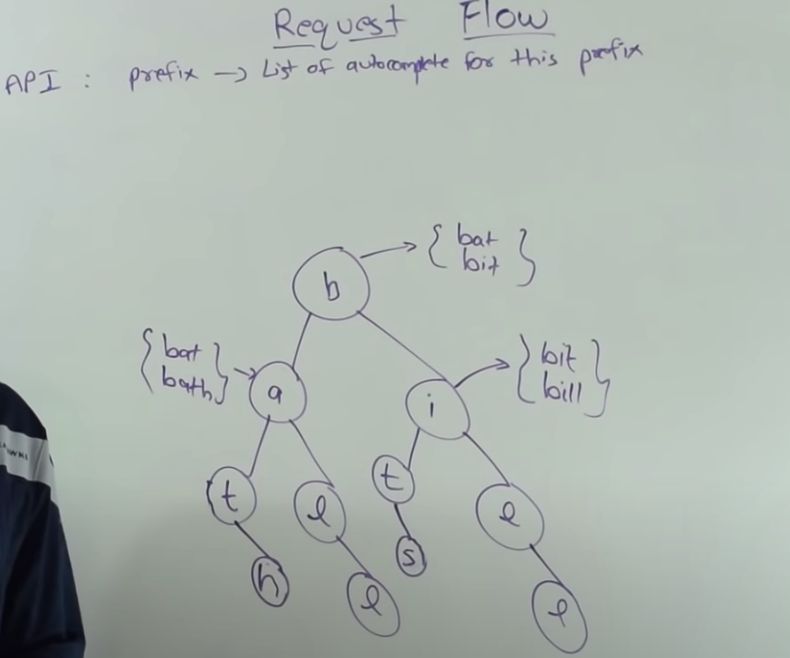 Request Flow
API : prefix → List of autocomplete for this prefix
{ bat
bit }
b
{ bat
bath }
a
i
{ bit
bill }
t
l
t
l
h
l
s
l